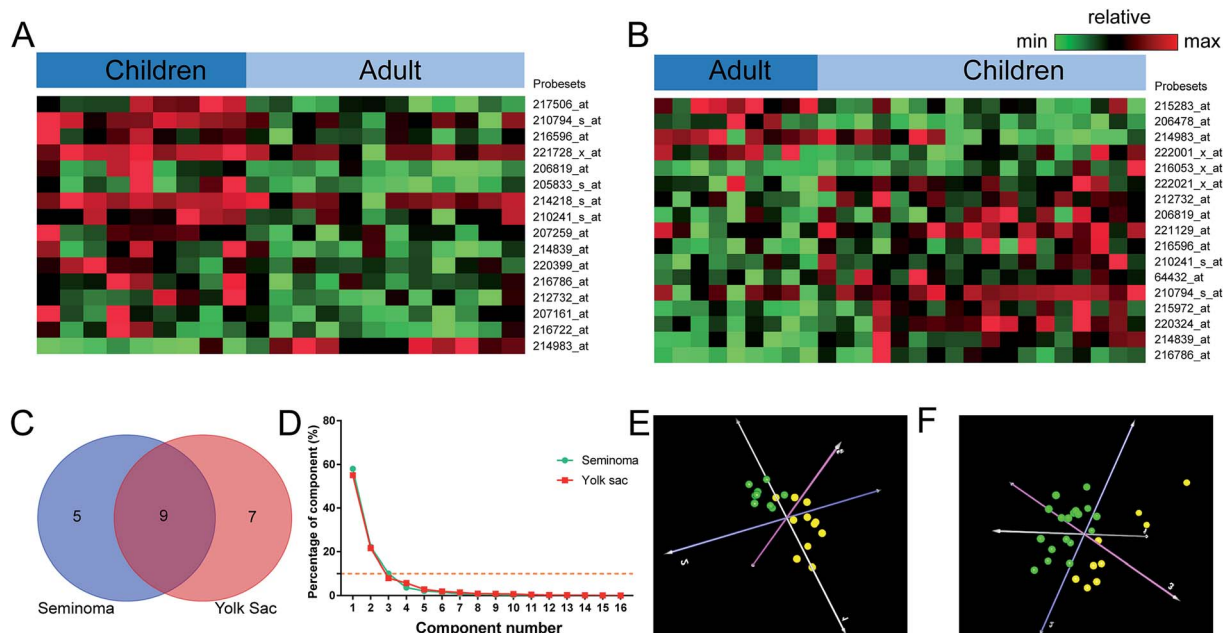 A
Children
Adult
Probesets
217506_at
210794_s_at
216596_at
221728_x_at
206819_at
205833_s_at
214218_s_at
210241_s_at
207259_at
214839_at
220399_at
216786_at
212732_at
207161_at
216722_at
214983_at
B
relative
min
max
Adult
Children
Probesets
215283_at
206478_at
214983_at
222001_x_at
216053_x_at
222021_x_at
212732_at
206819_at
221129_at
216596_at
210241_s_at
64432_at
210794_s_at
215972_at
220324_at
214839_at
216786_at
C
5
9
7
Seminoma
Yolk Sac
D
Percentage of component (%)
80
60
40
20
0
Seminoma
Yolk sac
1 2 3 4 5 6 7 8 9 10 11 12 13 14 15 16
Component number
E
F
3